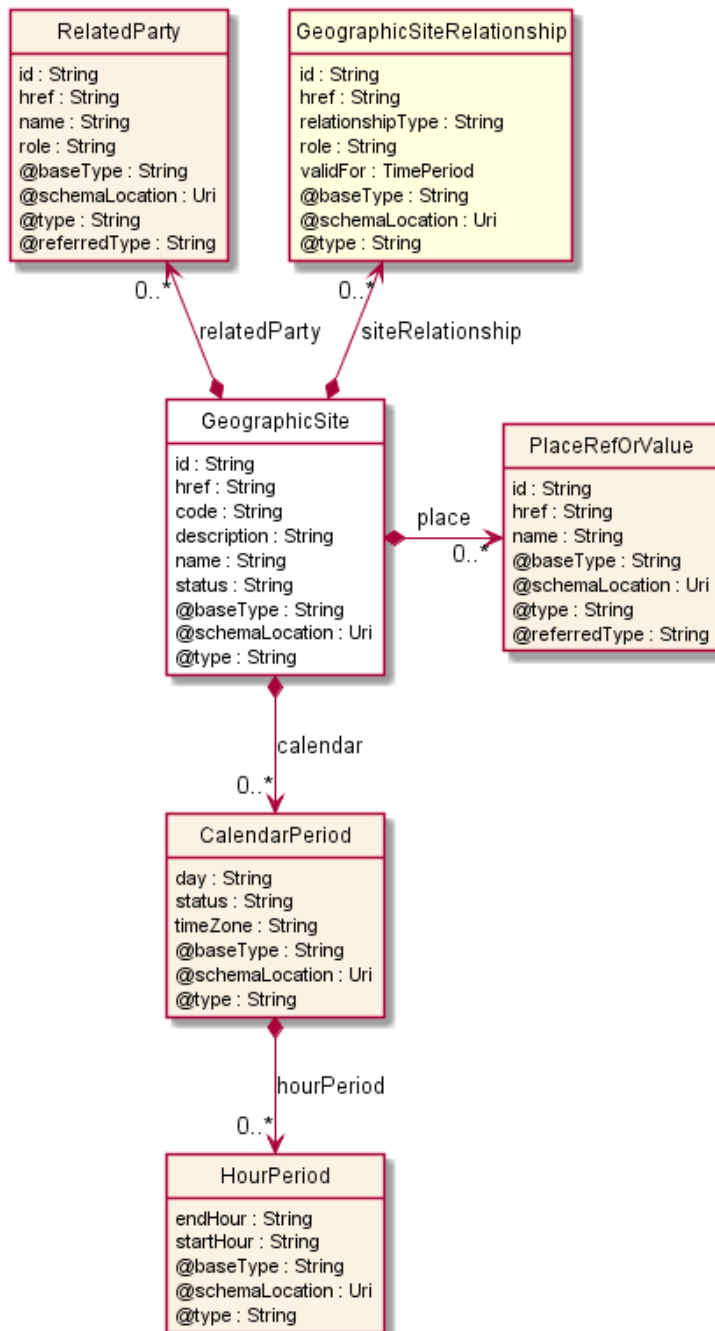 RelatedParty
id : String
href : String
name : String
role : String
@baseType : String
@schemaLocation : Uri
@type : String
@referredType : String
GeographicSiteRelationship
id : String
href : String
relationshipType : String
role : String
validFor : TimePeriod
@baseType : String
@schemaLocation : Uri
@type : String
0..*
0..*
relatedParty
siteRelationship
GeographicSite
id : String
href : String
code : String
description : String
name : String
status : String
@baseType : String
@schemaLocation : Uri
@type : String
place
0..*
PlaceRefOrValue
id : String
href : String
name : String
@baseType : String
@schemaLocation : Uri
@type : String
@referredType : String
calendar
0..*
CalendarPeriod
day : String
status : String
timeZone : String
@baseType : String
@schemaLocation : Uri
@type : String
hourPeriod
0..*
HourPeriod
endHour : String
startHour : String
@baseType : String
@schemaLocation : Uri
@type : String